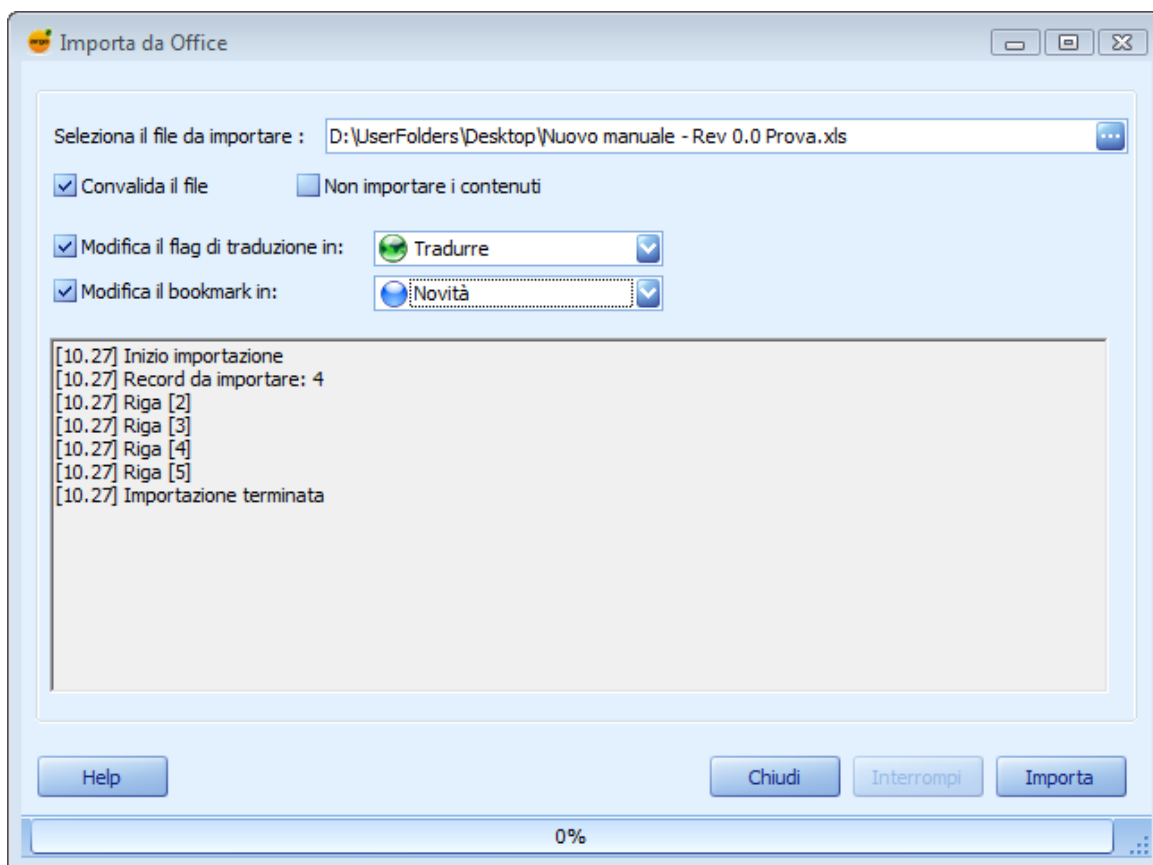 Importa da Office
Seleziona il file da importare : D:\UserFolders\Desktop\Nuovo manuale - Rev 0.0 Prova.xls
Convalida il file Non importare i contenuti
Modifica il flag di traduzione in: Tradurre
Modifica il bookmark in: Novità
[10.27] Inizio importazione
[10.27] Record da importare: 4
[10.27] Riga [2]
[10.27] Riga [3]
[10.27] Riga [4]
[10.27] Riga [5]
[10.27] Importazione terminata
Help Chiudi Interrompi Importa
0%